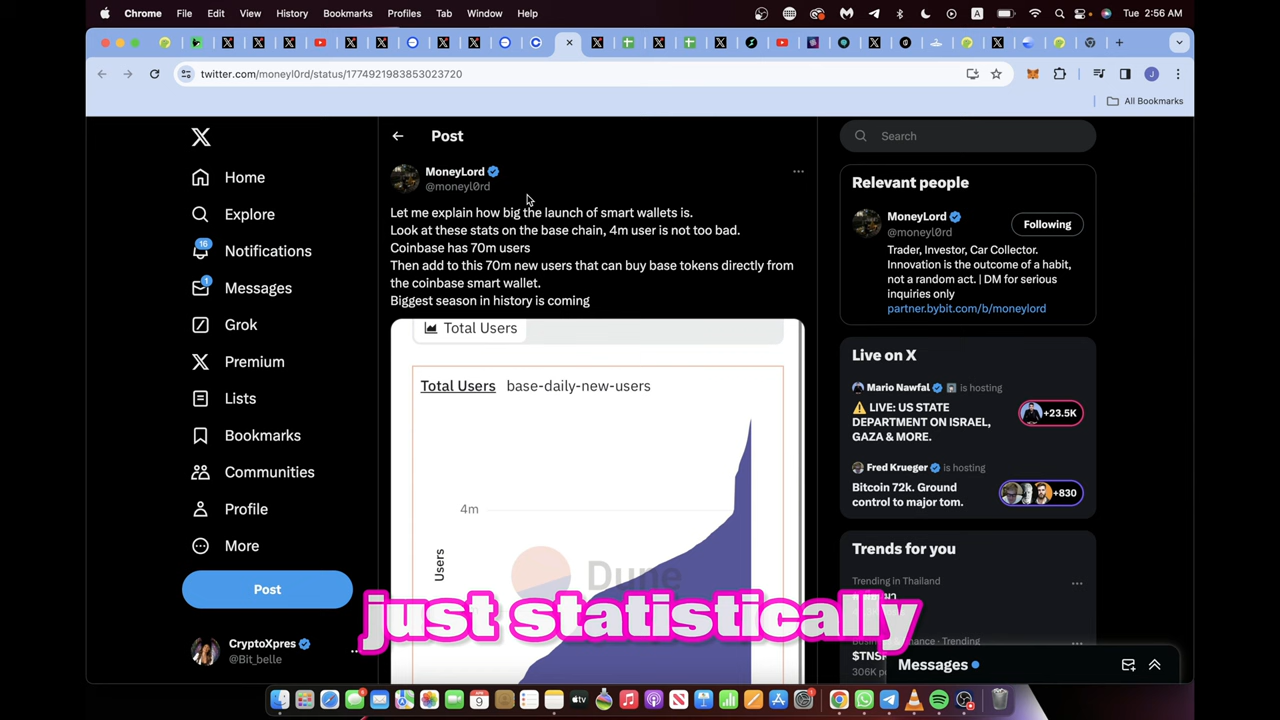 Chrome File Edit View History Bookmarks Profiles Tab Window Help
A
Tue 2:56 AM
twitter.com/moneyl0rd/status/1774921983853023720
J
All Bookmarks
Home
Explore
16
Notifications
1
Messages
Grok
Premium
Lists
Bookmarks
Communities
Profile
More
Post
CryptoXpres
@Bit_belle
Post
MoneyLord
@moneyl0rd
Let me explain how big the launch of smart wallets is.
Look at these stats on the base chain, 4m user is not too bad.
Coinbase has 70m users
Then add to this 70m new users that can buy base tokens directly from
the coinbase smart wallet.
Biggest season in history is coming
Total Users
Total Users base-daily-new-users
4m
Users
Dune
just statistically
Search
Relevant people
MoneyLord
@moneyl0rd
Following
Trader, Investor, Car Collector.
Innovation is the outcome of a habit,
not a random act. | DM for serious
inquiries only
partner.bybit.com/b/moneylord
Live on X
Mario Nawfal is hosting
LIVE: US STATE
DEPARTMENT ON ISRAEL,
GAZA & MORE.
+23.5K
Fred Krueger is hosting
Bitcoin 72k. Ground
control to major tom.
+830
Trends for you
Trending in Thailand
Finance · Trending
$TNSR
306K
Messages